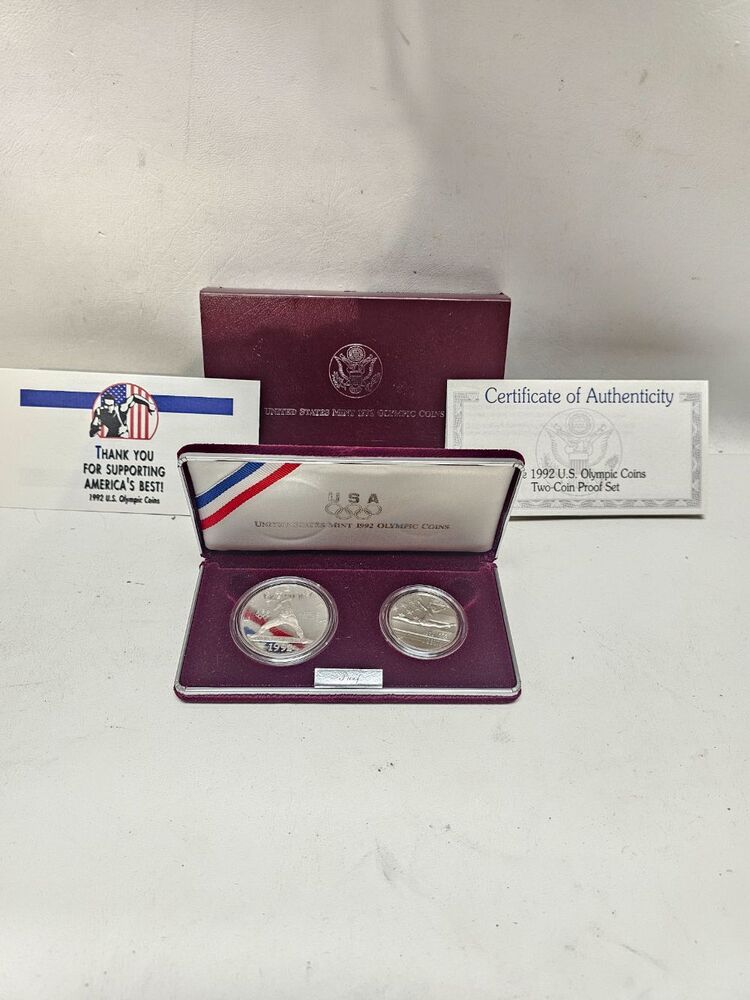 UNITED STATES MINT 1992 OLYMPIC COINS
THANK YOU
FOR SUPPORTING
AMERICA'S BEST!
1992 U.S. Olympic Coins
Certificate of Authenticity
1992 U.S. Olympic Coins
Two-Coin Proof Set
USA
UNITED STATES MINT 1992 OLYMPIC COINS
1992
Proof